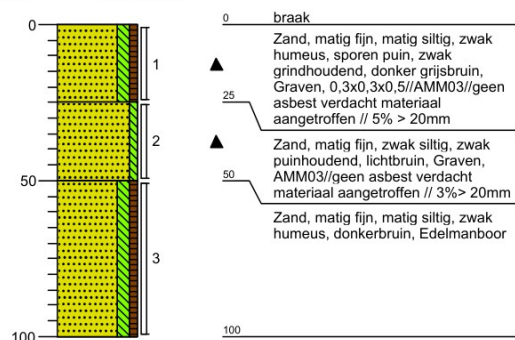 0
50
100
1
2
3
0 braak
Zand, matig fijn, matig siltig, zwak
humeus, sporen puin, zwak
grindhoudend, donker grijsbruin,
Graven, 0,3x0,3x0,5//AMM03//geen
asbest verdacht materiaal
aangetroffen // 5% > 20mm
25
Zand, matig fijn, zwak siltig, zwak
puinhoudend, lichtbruin, Graven,
AMM03//geen asbest verdacht
materiaal aangetroffen // 3%> 20mm
50
Zand, matig fijn, matig siltig, zwak
humeus, donkerbruin, Edelmanboor
100